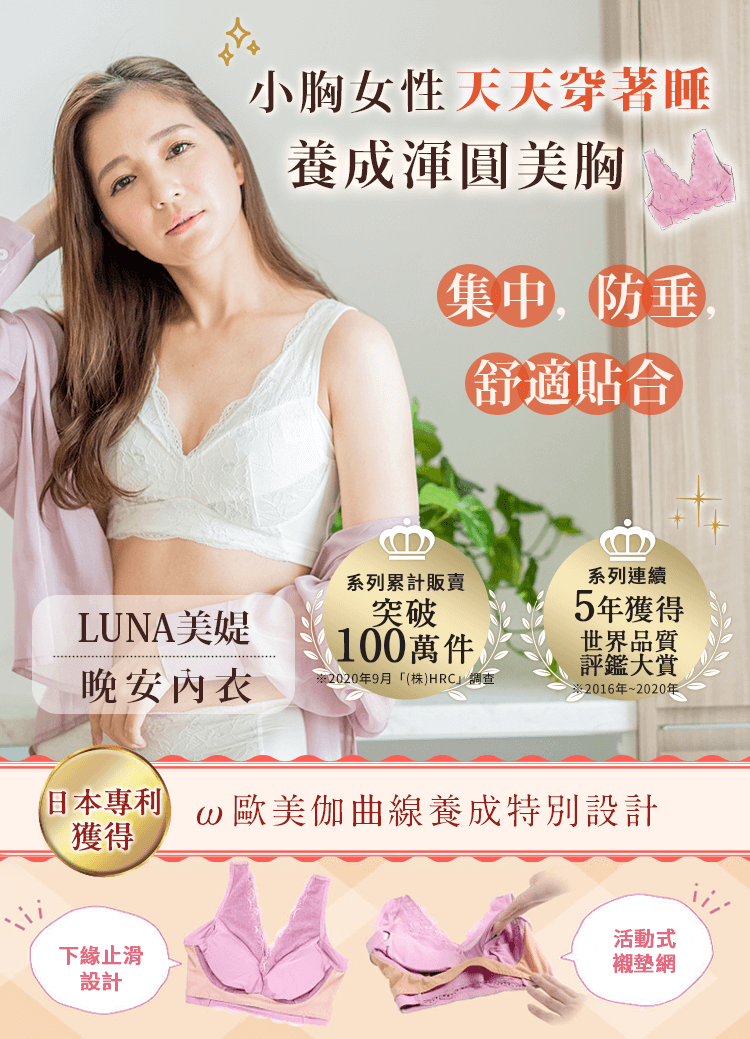 小胸女性天天穿著睡
養成渾圓美胸
集中, 防垂,
舒適貼合
LUNA美媞
晚安內衣
系列累計販賣
突破
100萬件
※2020年9月「(株)HRC」調查
系列連續
5年獲得
世界品質
評鑑大賞
※2016年~2020年
日本專利
獲得
ω歐美伽曲線養成特別設計
下緣止滑
設計
活動式
襯墊網